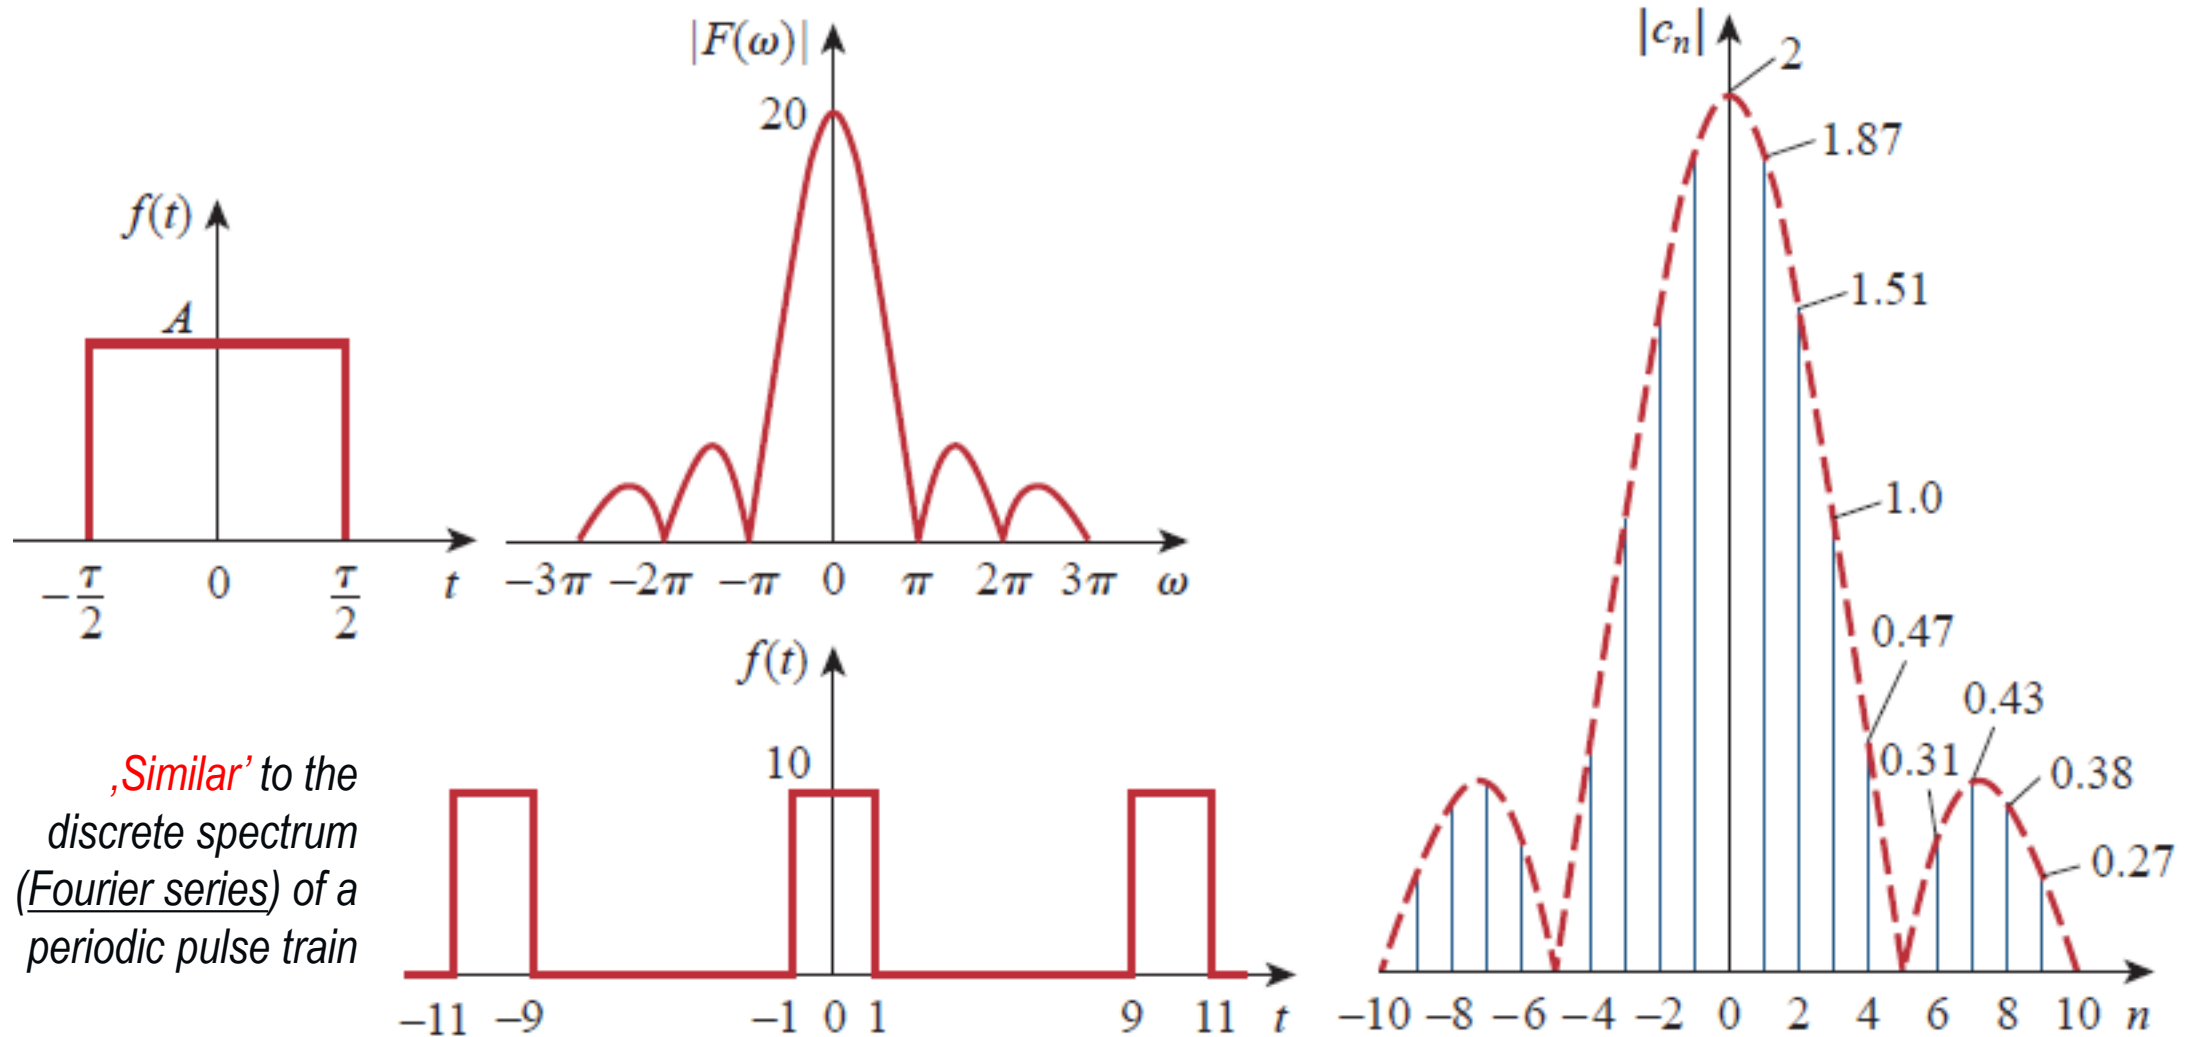 f(t)
A
−τ/2 0 τ/2 t
|F(ω)|
20
−3π −2π −π 0 π 2π 3π ω
‚Similar’ to the
discrete spectrum
(Fourier series) of a
periodic pulse train
f(t)
10
−11 −9 −1 0 1 9 11 t
|cₙ|
2
1.87
1.51
1.0
0.47
0.43
0.31
0.38
0.27
−10 −8 −6 −4 −2 0 2 4 6 8 10 n